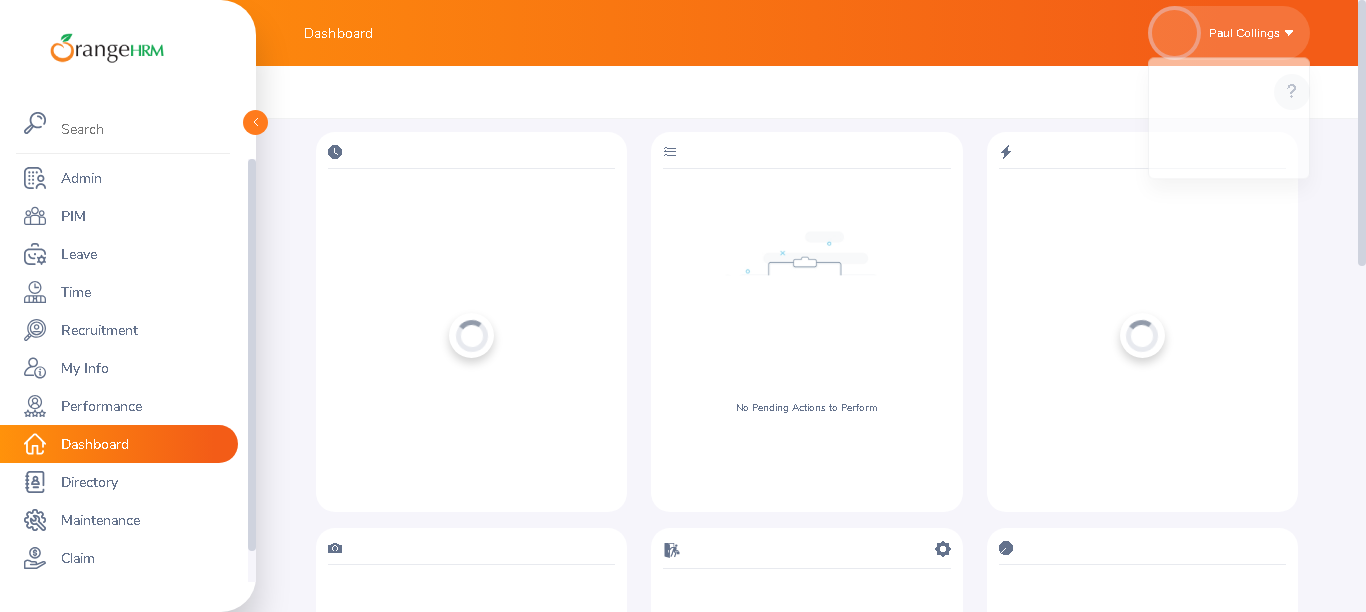 OrangeHRM
Search
Admin
PIM
Leave
Time
Recruitment
My Info
Performance
Dashboard
Directory
Maintenance
Claim
Dashboard
Paul Collings
?
No Pending Actions to Perform